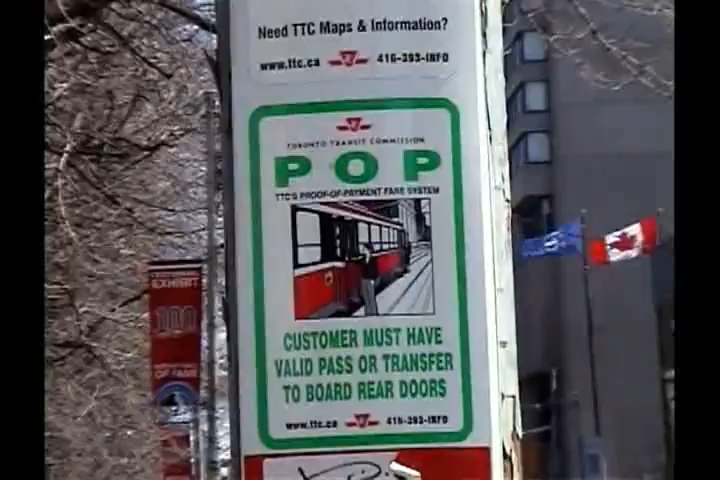 Need TTC Maps & Information?
www.ttc.ca 416-393-INFO
TORONTO TRANSIT COMMISSION
POP
TTC'S PROOF-OF-PAYMENT FARE SYSTEM
CUSTOMER MUST HAVE
VALID PASS OR TRANSFER
TO BOARD REAR DOORS
www.ttc.ca 416-393-INFO
EXHIBIT
100
OF FAME